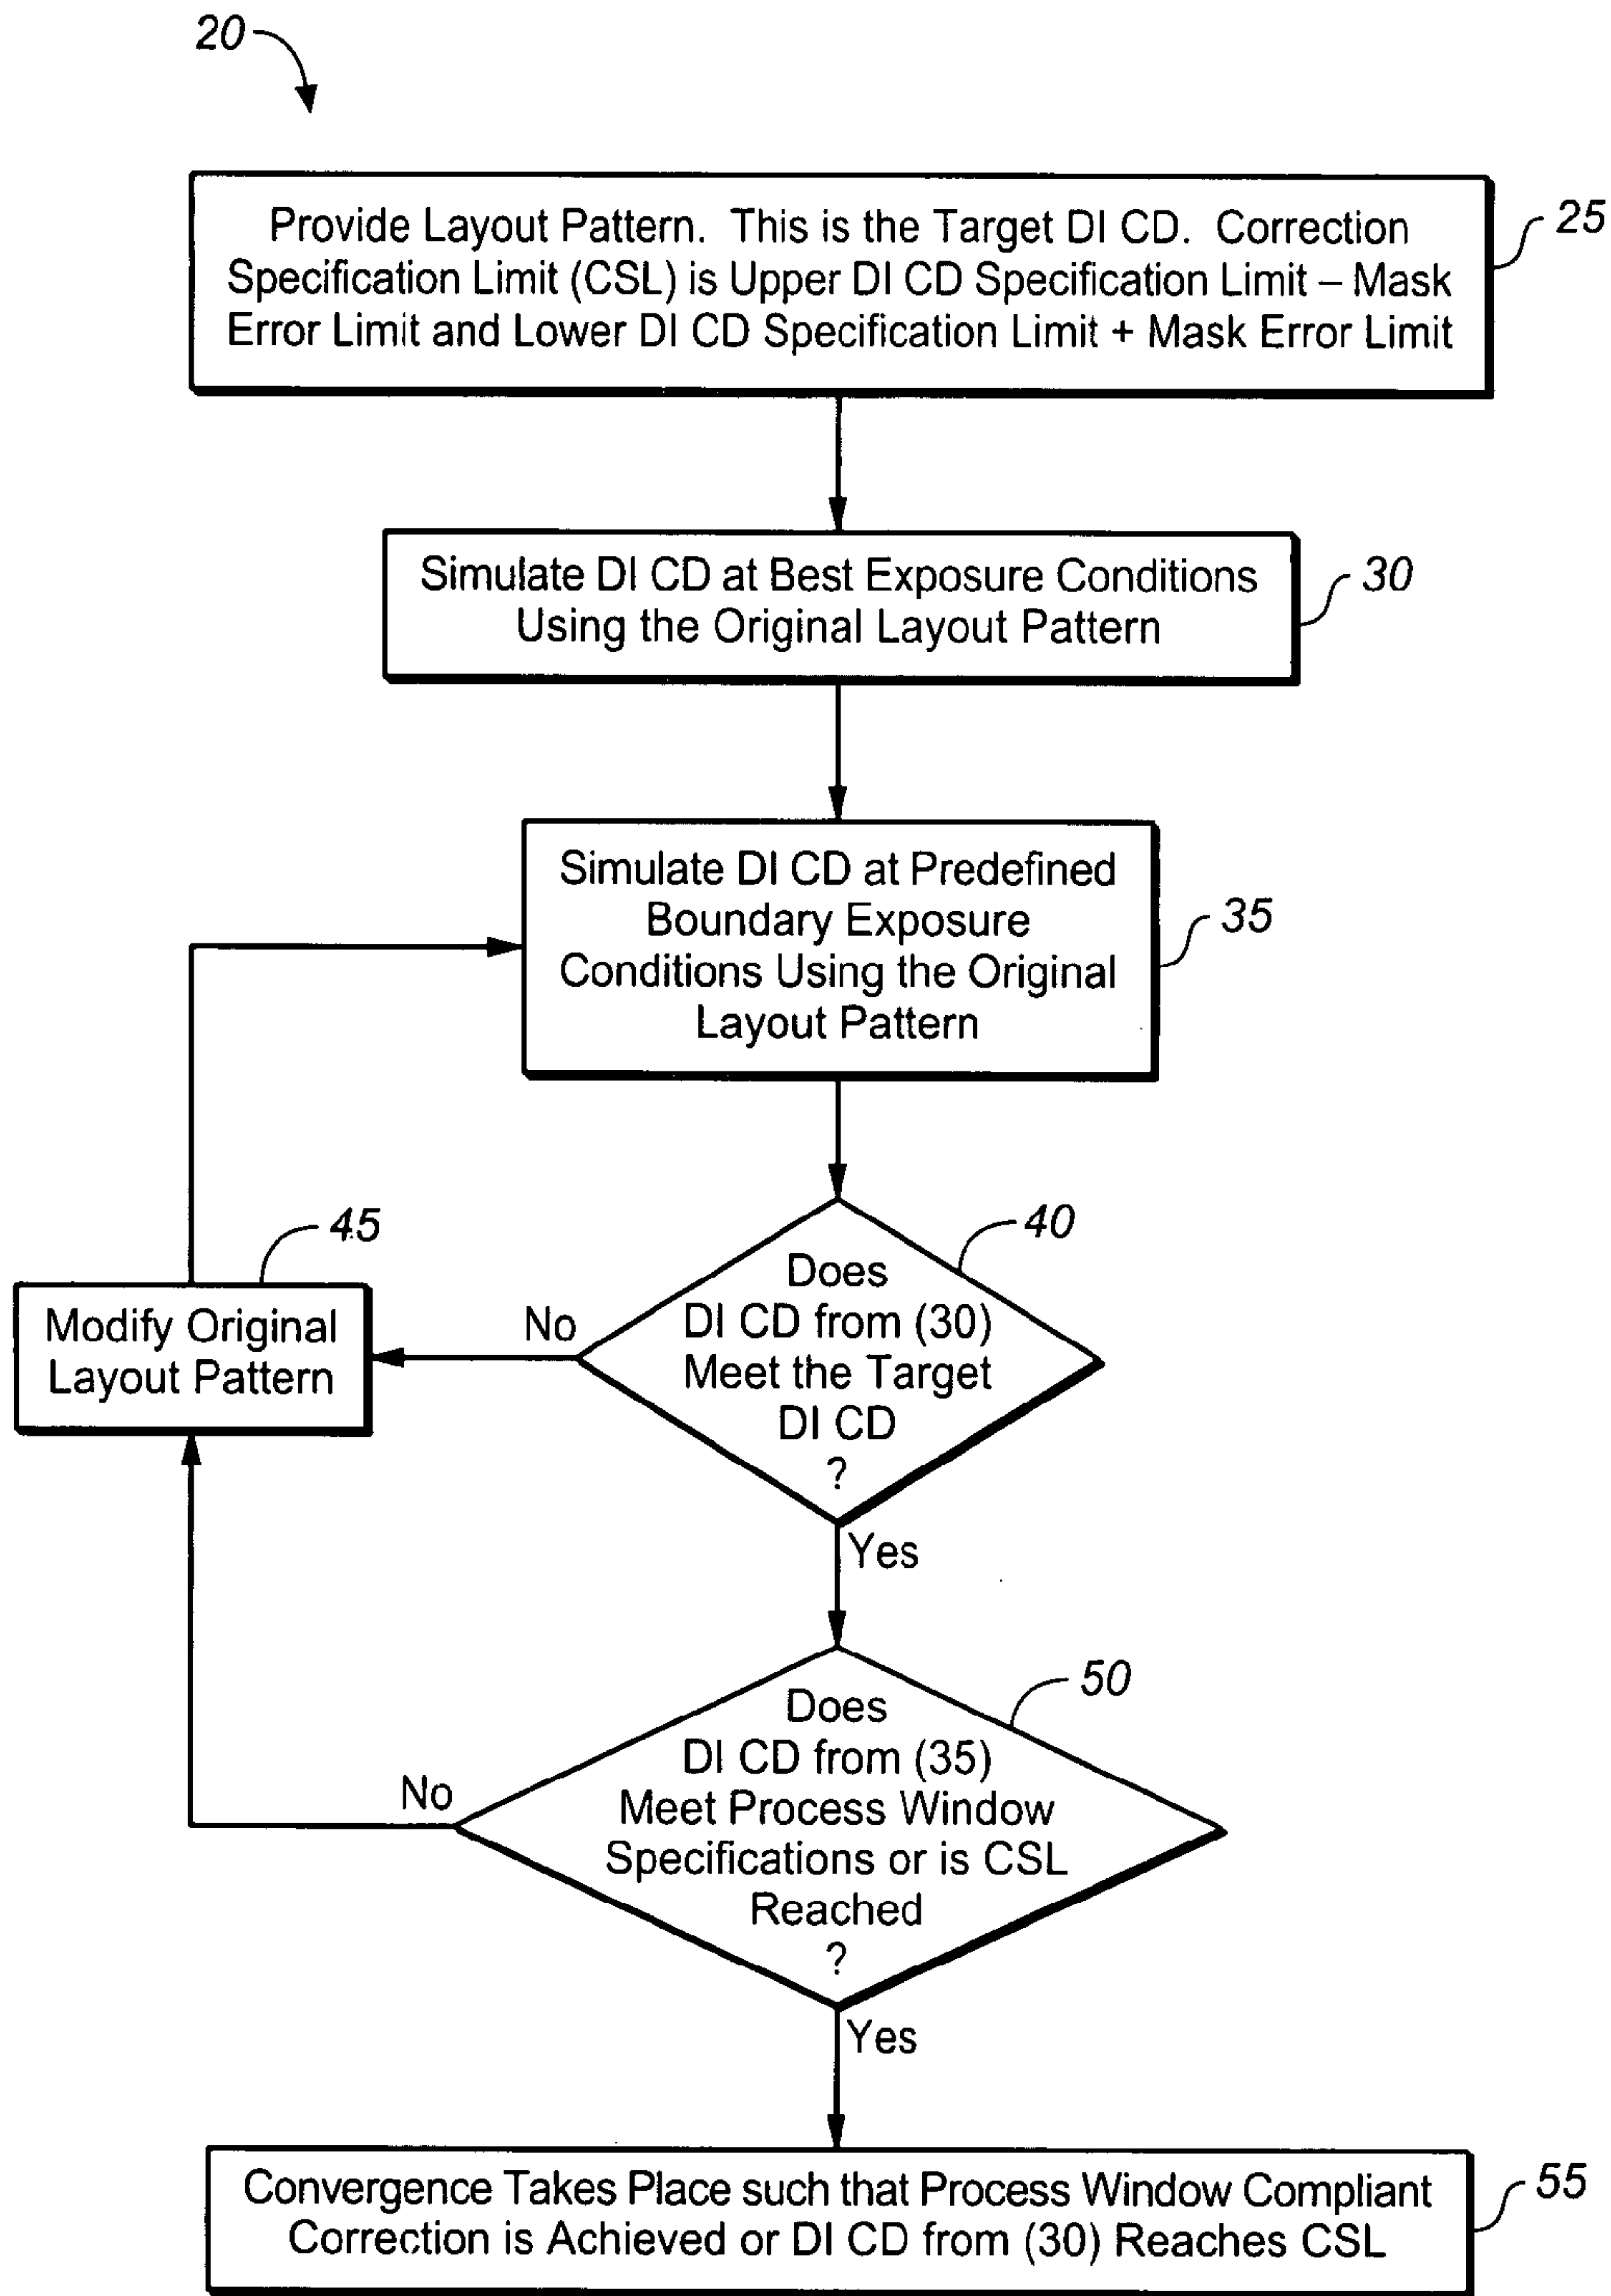 20
Provide Layout Pattern. This is the Target DI CD. Correction
Specification Limit (CSL) is Upper DI CD Specification Limit – Mask
Error Limit and Lower DI CD Specification Limit + Mask Error Limit
25
Simulate DI CD at Best Exposure Conditions
Using the Original Layout Pattern
30
Simulate DI CD at Predefined
Boundary Exposure
Conditions Using the Original
Layout Pattern
35
45
Modify Original
Layout Pattern
No
40
Does
DI CD from (30)
Meet the Target
DI CD
?
Yes
50
Does
DI CD from (35)
Meet Process Window
Specifications or is CSL
Reached
?
No
Yes
Convergence Takes Place such that Process Window Compliant
Correction is Achieved or DI CD from (30) Reaches CSL
55